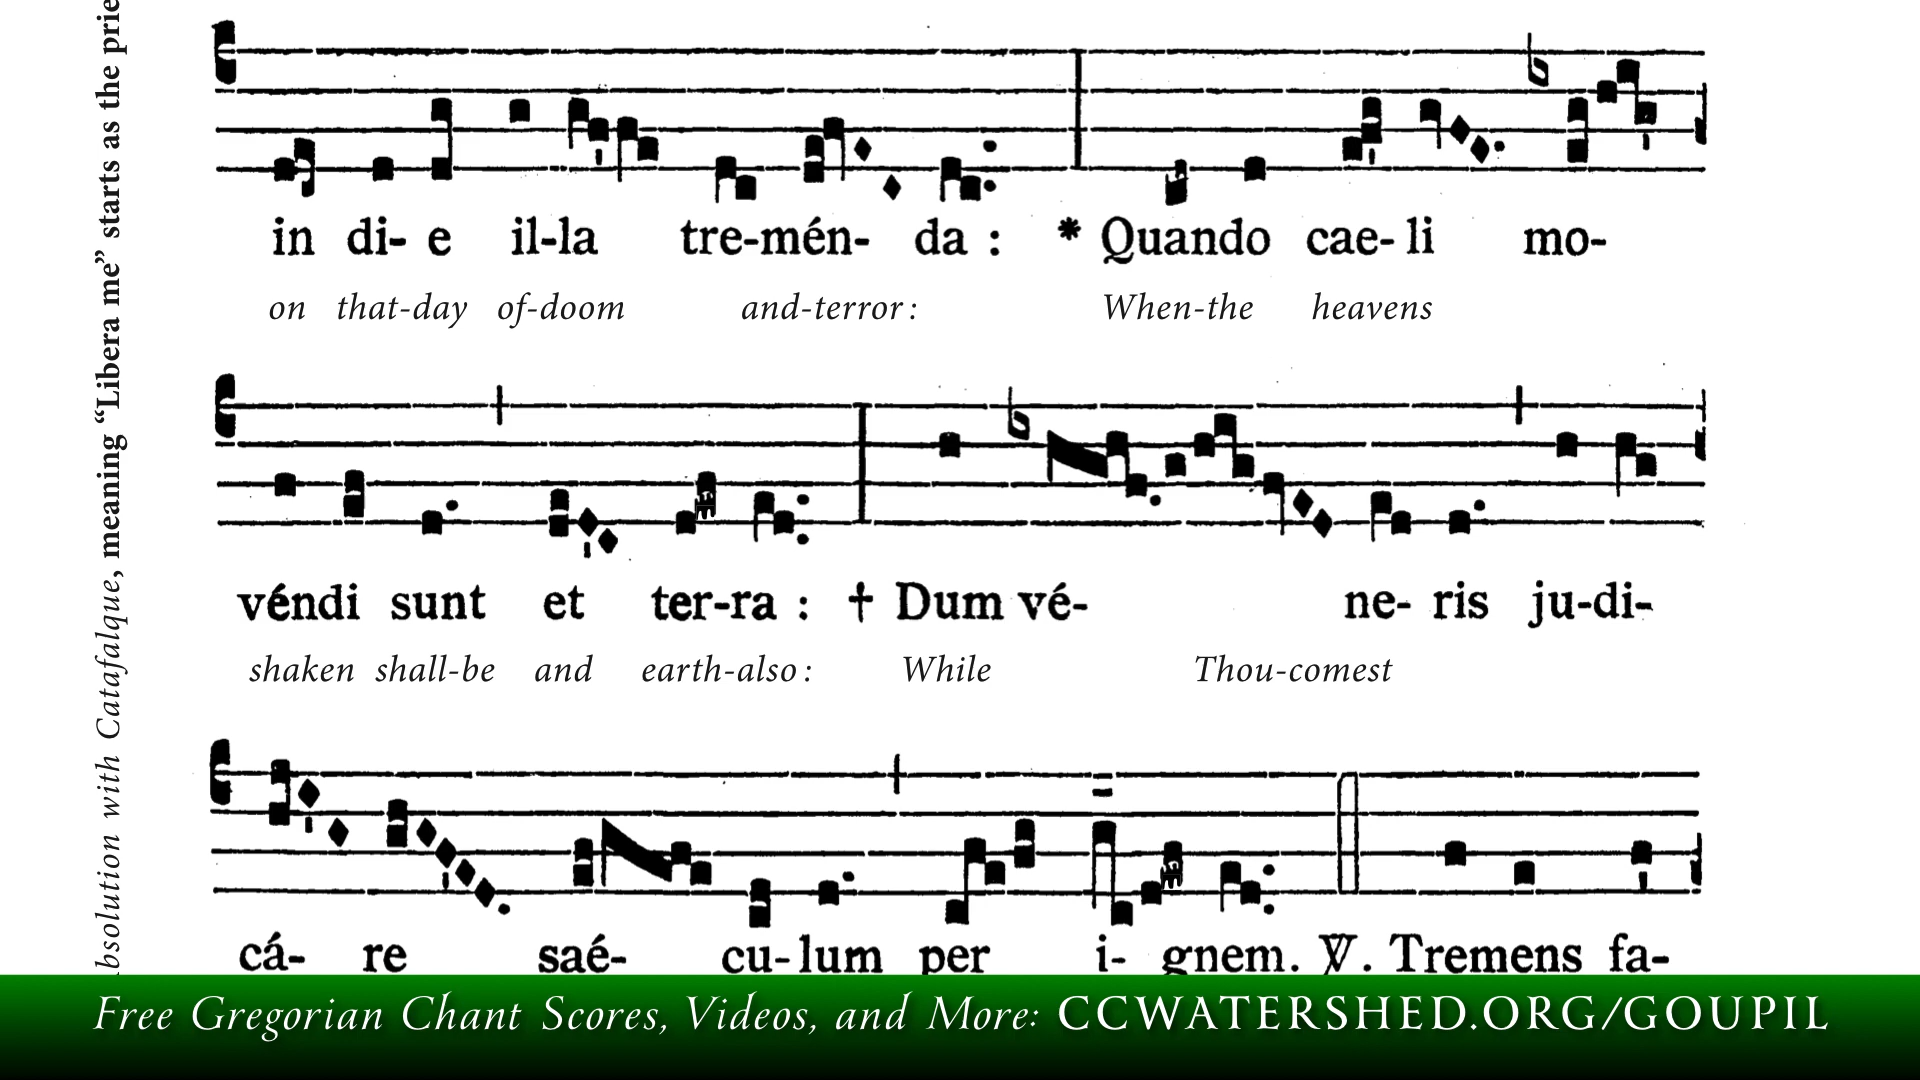 in di- e il-la tre-mén- da : * Quando cae- li mo-
on that-day of-doom and-terror : When-the heavens
véndi sunt et ter-ra : † Dum vé- ne- ris ju-di-
shaken shall-be and earth-also : While Thou-comest
cá- re saé- cu-lum per i- gnem. ℣. Tremens fa-
with Catafalque, meaning “Libera me” starts as the
Free Gregorian Chant Scores, Videos, and More: CCWATERSHED.ORG/GOUPIL